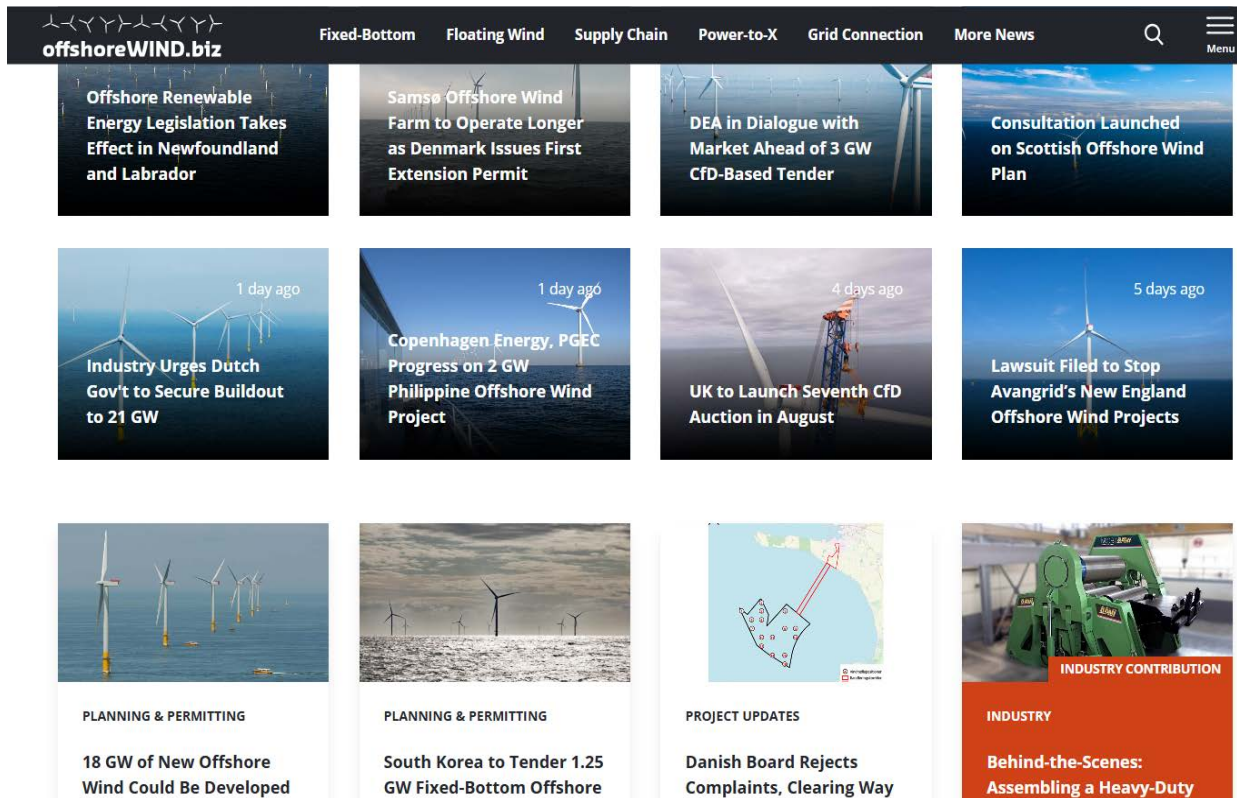 offshoreWIND.biz
Fixed-Bottom Floating Wind Supply Chain Power-to-X Grid Connection More News
Menu
Offshore Renewable
Energy Legislation Takes
Effect in Newfoundland
and Labrador
Samsø Offshore Wind
Farm to Operate Longer
as Denmark Issues First
Extension Permit
DEA in Dialogue with
Market Ahead of 3 GW
CfD-Based Tender
Consultation Launched
on Scottish Offshore Wind
Plan
1 day ago
Industry Urges Dutch
Gov't to Secure Buildout
to 21 GW
1 day ago
Copenhagen Energy, PGEC
Progress on 2 GW
Philippine Offshore Wind
Project
4 days ago
UK to Launch Seventh CfD
Auction in August
5 days ago
Lawsuit Filed to Stop
Avangrid's New England
Offshore Wind Projects
PLANNING & PERMITTING
18 GW of New Offshore
Wind Could Be Developed
PLANNING & PERMITTING
South Korea to Tender 1.25
GW Fixed-Bottom Offshore
PROJECT UPDATES
Danish Board Rejects
Complaints, Clearing Way
INDUSTRY CONTRIBUTION
INDUSTRY
Behind-the-Scenes:
Assembling a Heavy-Duty